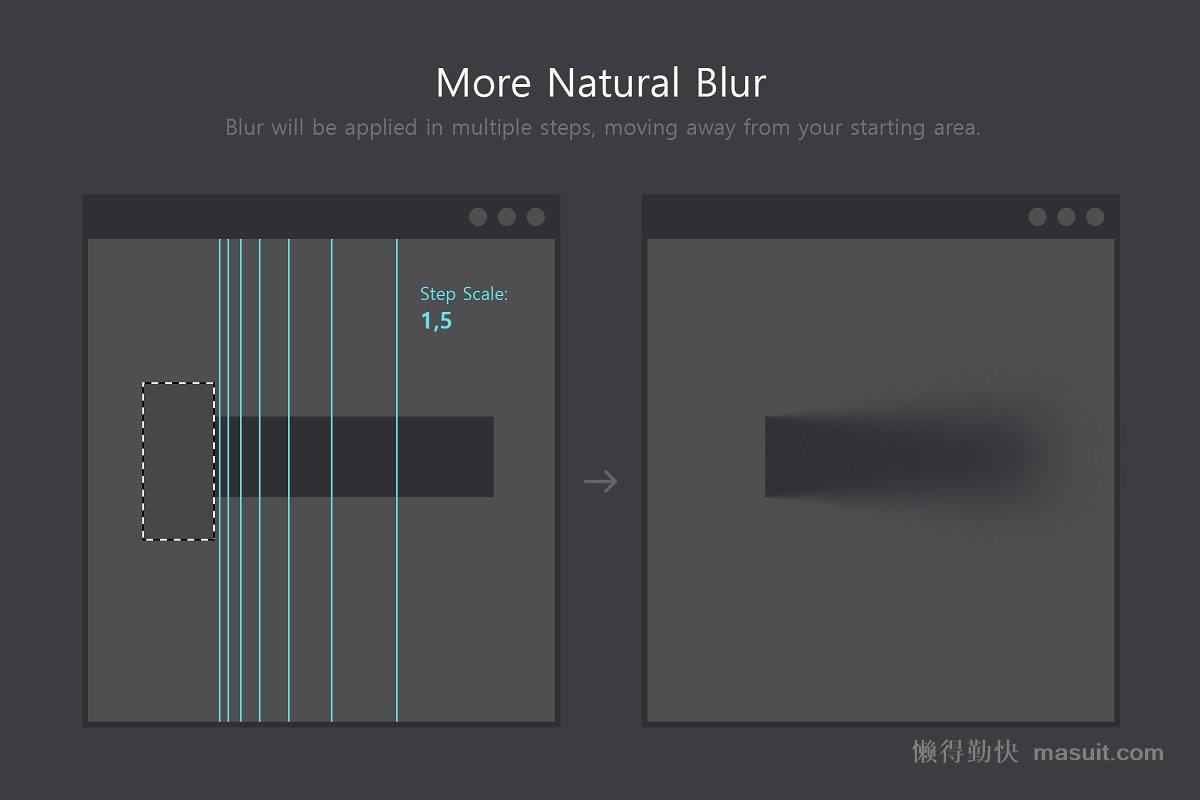 More Natural Blur
Blur will be applied in multiple steps, moving away from your starting area.
Step Scale:
1,5
懒得勤快 masuit.com